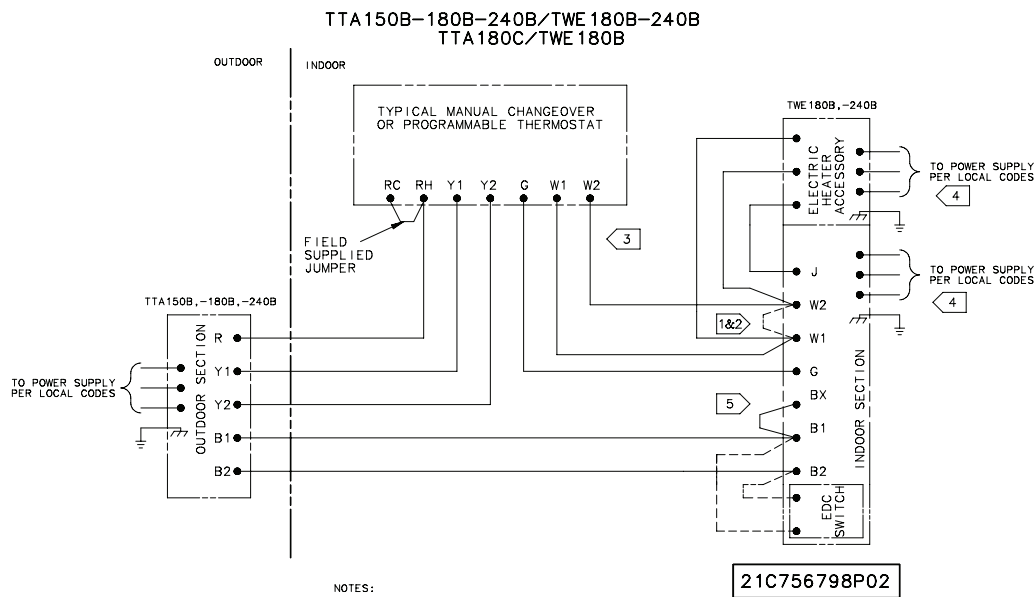 TTA150B-180B-240B/TWE180B-240B
TTA180C/TWE180B
OUTDOOR
INDOOR
TYPICAL MANUAL CHANGEOVER
OR PROGRAMMABLE THERMOSTAT
RC RH Y1 Y2 G W1 W2
FIELD
SUPPLIED
JUMPER
3
TWE180B,-240B
ELECTRIC
HEATER
ACCESSORY
TO POWER SUPPLY
PER LOCAL CODES
4
TO POWER SUPPLY
PER LOCAL CODES
4
J
W2
1&2
W1
G
BX
5
B1
B2
INDOOR SECTION
EDC
SWITCH
TTA150B,-180B,-240B
OUTDOOR SECTION
R
Y1
Y2
B1
B2
TO POWER SUPPLY
PER LOCAL CODES
NOTES:
21C756798P02